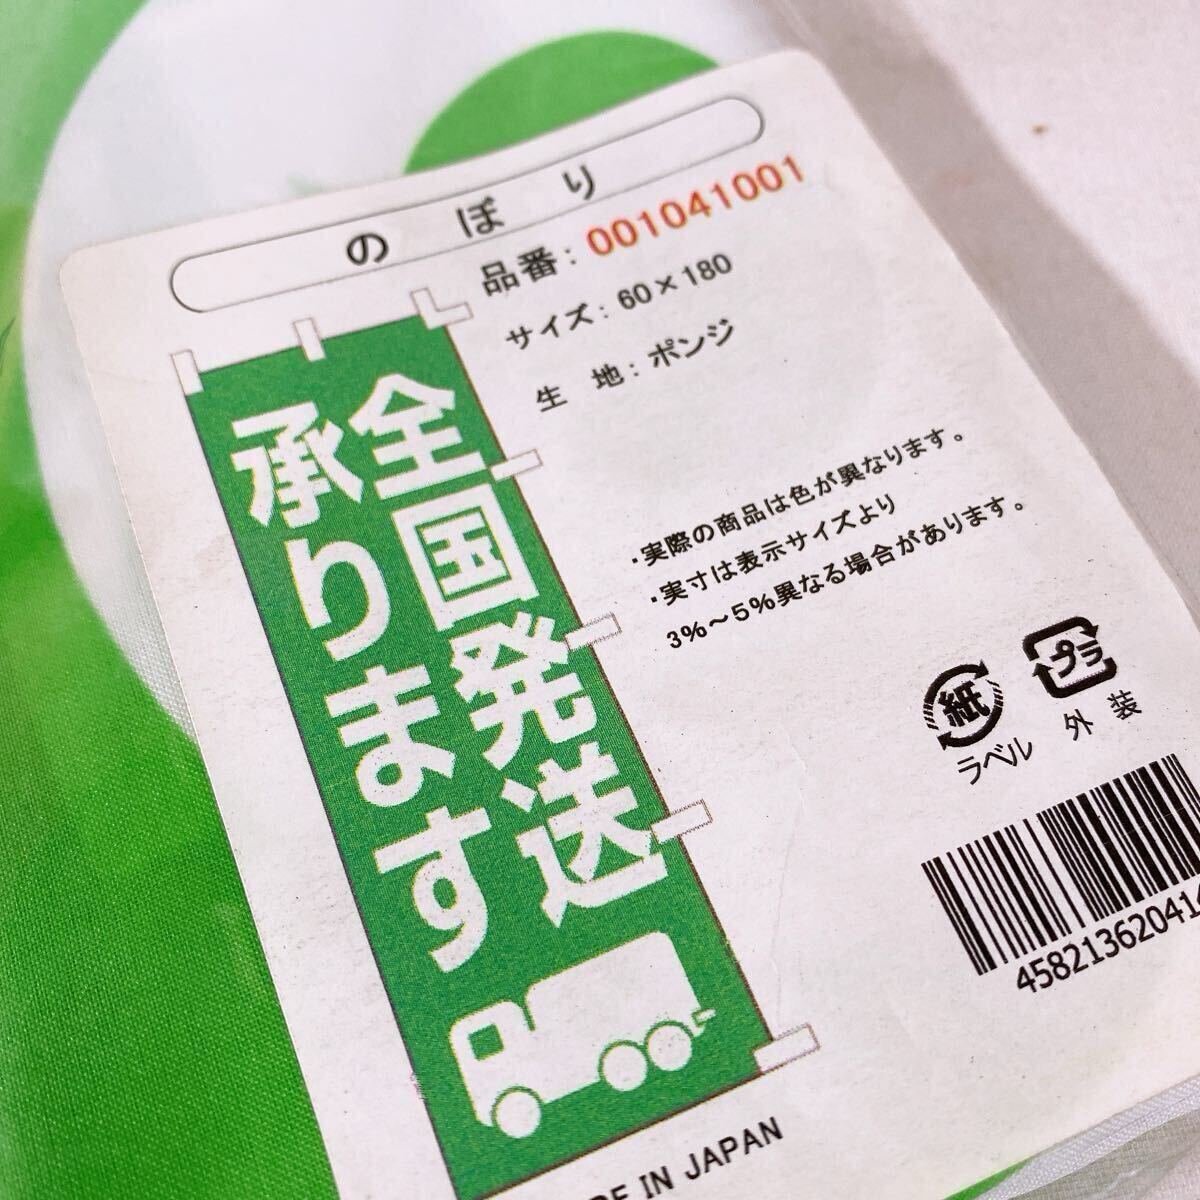 のぼり
品番：001041001
サイズ：60×180
生 地：ポンジ
全国発送
承ります
・実際の商品は色が異なります。
・実寸は表示サイズより
3%～5%異なる場合があります。
紙
ラベル
プラ
外装
458213620414
IN JAPAN